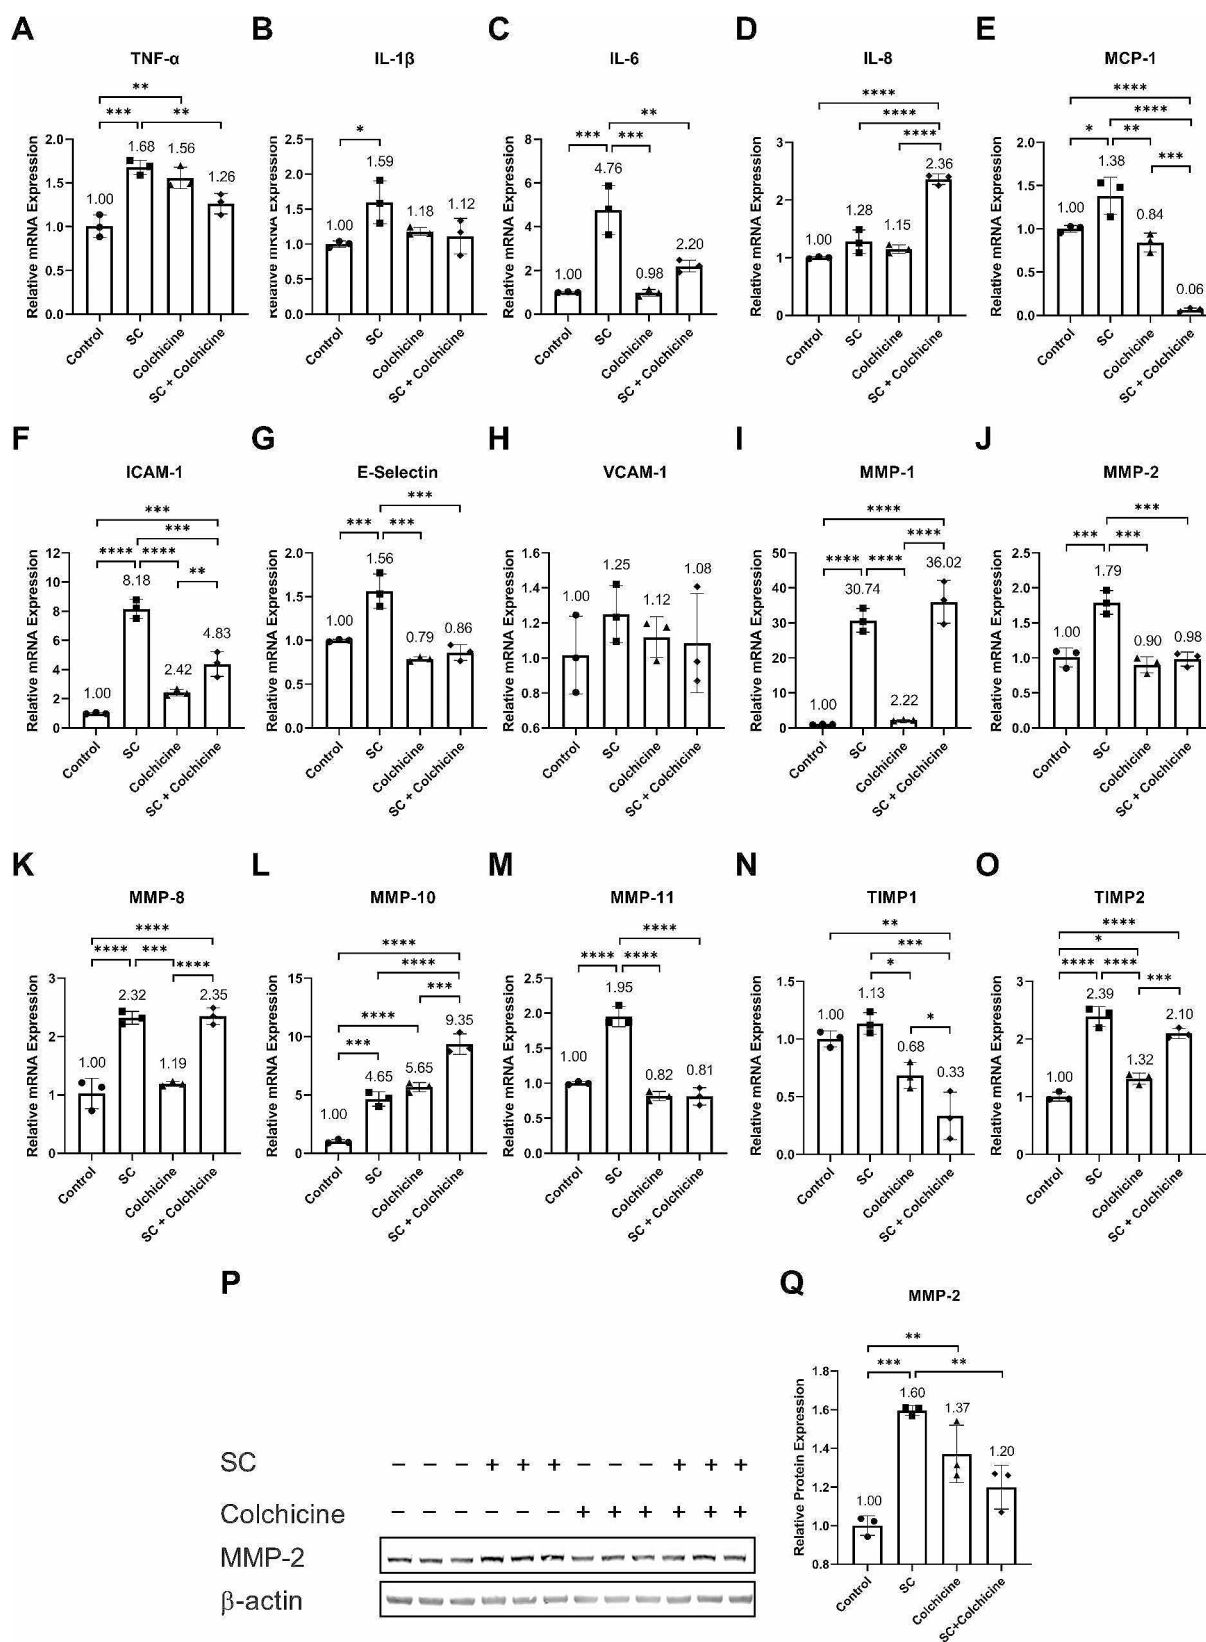 A B C D E
TNF-α IL-1β IL-6 IL-8 MCP-1
** *** **
*
** *** ***
**** **** ****
**** **** * ** ***
Relative mRNA Expression
2.0 1.5 1.0 0.5 0.0
1.00 1.68 1.56 1.26
Control SC Colchicine SC + Colchicine
Relative mRNA Expression
2.5 2.0 1.5 1.0 0.5 0.0
1.00 1.59 1.18 1.12
Control SC Colchicine SC + Colchicine
Relative mRNA Expression
8 6 4 2 0
1.00 4.76 0.98 2.20
Control SC Colchicine SC + Colchicine
Relative mRNA Expression
3 2 1 0
1.00 1.28 1.15 2.36
Control SC Colchicine SC + Colchicine
Relative mRNA Expression
2.0 1.5 1.0 0.5 0.0
1.00 1.38 0.84 0.06
Control SC Colchicine SC + Colchicine
F G H I J
ICAM-1 E-Selectin VCAM-1 MMP-1 MMP-2
*** *** **** **** **
*** *** ***
**** **** **** ****
*** *** ***
Relative mRNA Expression
12 10 8 6 4 2 0
1.00 8.18 2.42 4.83
Control SC Colchicine SC + Colchicine
Relative mRNA Expression
2.0 1.5 1.0 0.5 0.0
1.00 1.56 0.79 0.86
Control SC Colchicine SC + Colchicine
Relative mRNA Expression
1.6 1.4 1.2 1.0 0.8 0.6
1.00 1.25 1.12 1.08
Control SC Colchicine SC + Colchicine
Relative mRNA Expression
50 40 30 20 10 0
1.00 30.74 2.22 36.02
Control SC Colchicine SC + Colchicine
Relative mRNA Expression
2.5 2.0 1.5 1.0 0.5 0.0
1.00 1.79 0.90 0.98
Control SC Colchicine SC + Colchicine
K L M N O
MMP-8 MMP-10 MMP-11 TIMP1 TIMP2
**** **** *** ****
**** **** *** **** ***
**** **** ****
** *** * *
**** * **** **** ***
Relative mRNA Expression
3 2 1 0
1.00 2.32 1.19 2.35
Control SC Colchicine SC + Colchicine
Relative mRNA Expression
15 10 5 0
1.00 4.65 5.65 9.35
Control SC Colchicine SC + Colchicine
Relative mRNA Expression
2.5 2.0 1.5 1.0 0.5 0.0
1.00 1.95 0.82 0.81
Control SC Colchicine SC + Colchicine
Relative mRNA Expression
1.5 1.0 0.5 0.0
1.00 1.13 0.68 0.33
Control SC Colchicine SC + Colchicine
Relative mRNA Expression
3 2 1 0
1.00 2.39 1.32 2.10
Control SC Colchicine SC + Colchicine
P
SC − − − + + + − − − + + +
Colchicine − − − − − − + + + + + +
MMP-2
β-actin
Q
MMP-2
**
*** **
Relative Protein Expression
1.8 1.6 1.4 1.2 1.0 0.8
1.00 1.60 1.37 1.20
Control SC Colchicine SC+Colchicine